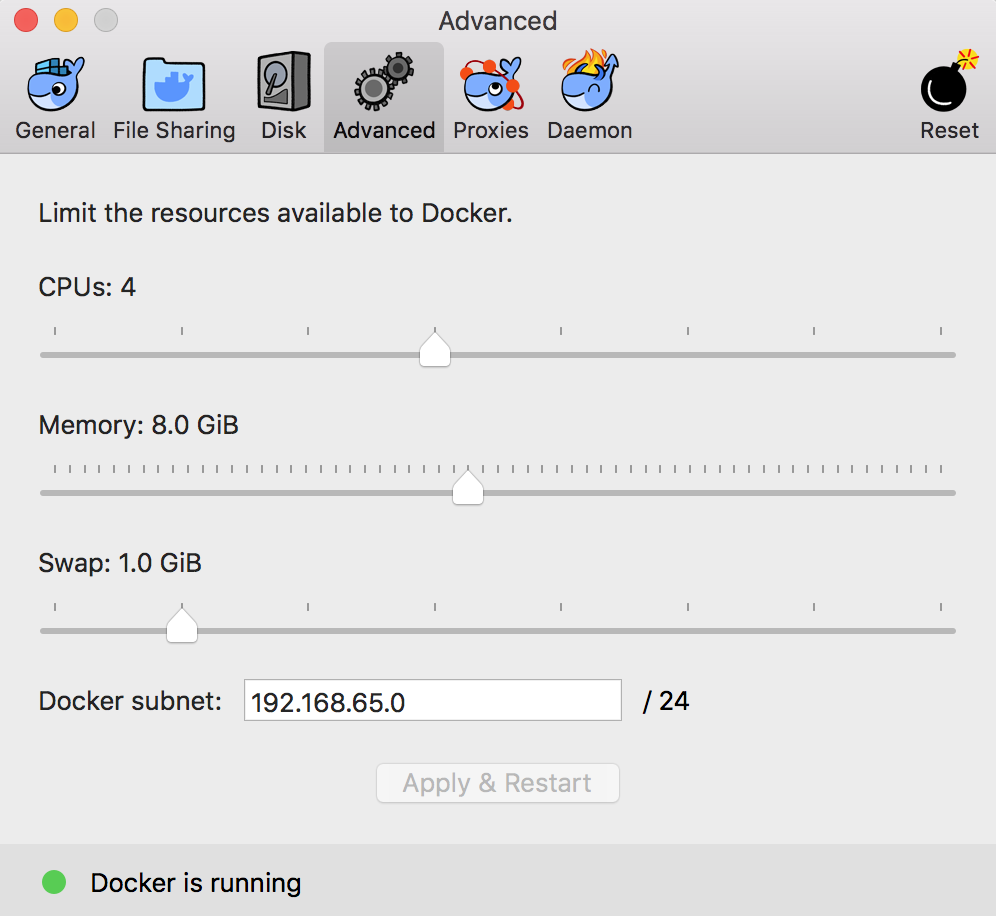 Advanced
General File Sharing Disk Advanced Proxies Daemon Reset
Limit the resources available to Docker.
CPUs: 4
Memory: 8.0 GiB
Swap: 1.0 GiB
Docker subnet: 192.168.65.0 / 24
Apply & Restart
Docker is running